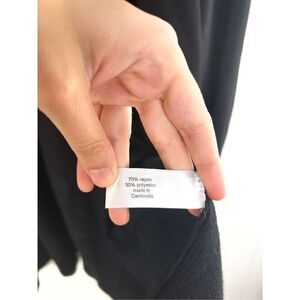 70% rayon
30% polyester
made in
Cambodia